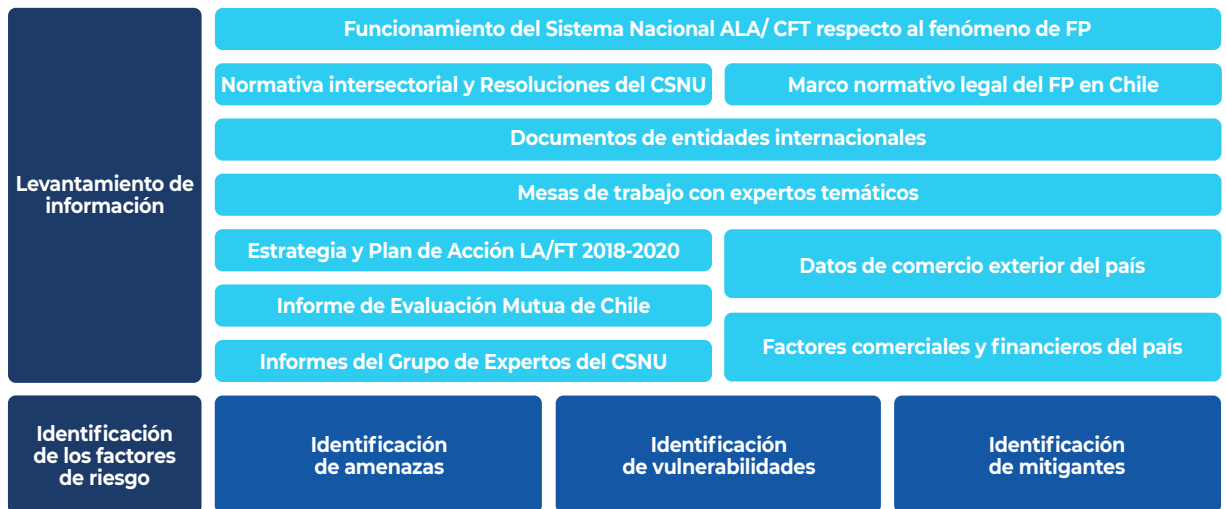 Levantamiento de
información
Funcionamiento del Sistema Nacional ALA/ CFT respecto al fenómeno de FP
Normativa intersectorial y Resoluciones del CSNU
Marco normativo legal del FP en Chile
Documentos de entidades internacionales
Mesas de trabajo con expertos temáticos
Estrategia y Plan de Acción LA/FT 2018-2020
Datos de comercio exterior del país
Informe de Evaluación Mutua de Chile
Factores comerciales y financieros del país
Informes del Grupo de Expertos del CSNU
Identificación
de los factores
de riesgo
Identificación
de amenazas
Identificación
de vulnerabilidades
Identificación
de mitigantes